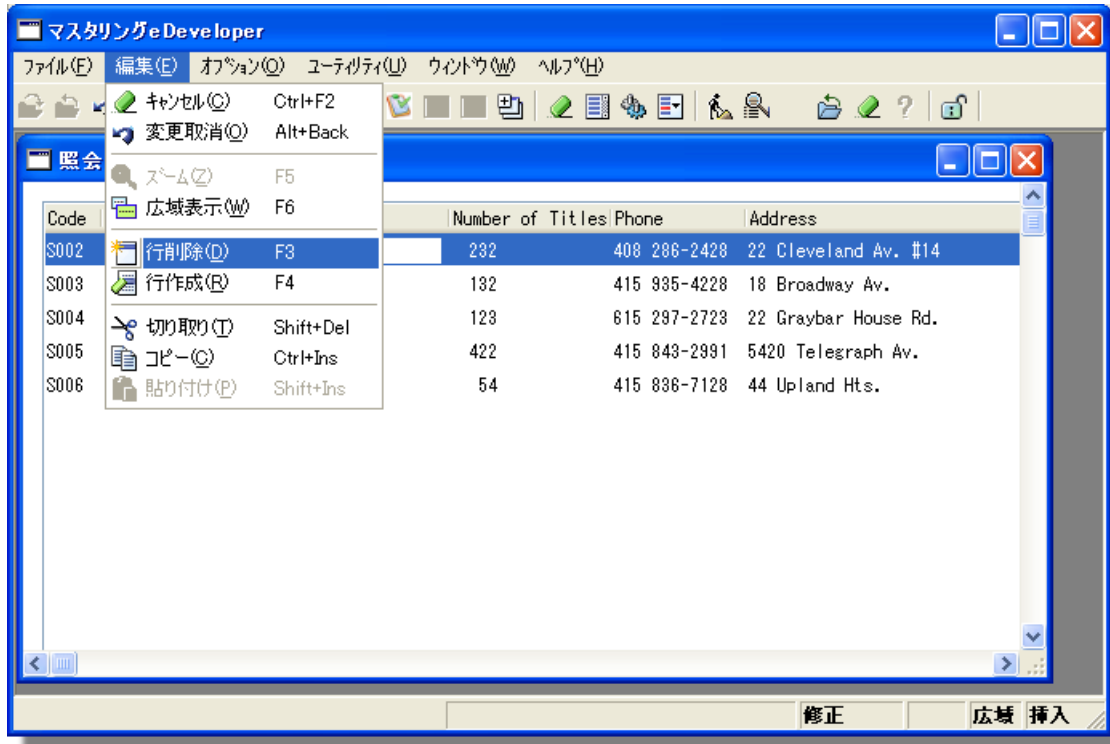 マスタリングeDeveloper
ファイル(F) 編集(E) オプション(O) ユーティリティ(U) ウィンドウ(W) ヘルプ(H)
キャンセル(C) Ctrl+F2
変更取消(O) Alt+Back
ズーム(Z) F5
広域表示(W) F6
行削除(D) F3
行作成(R) F4
切り取り(T) Shift+Del
コピー(C) Ctrl+Ins
貼り付け(P) Shift+Ins
照会
Code Number of Titles Phone Address
S002 232 408 286-2428 22 Cleveland Av. #14
S003 132 415 935-4228 18 Broadway Av.
S004 123 615 297-2723 22 Graybar House Rd.
S005 422 415 843-2991 5420 Telegraph Av.
S006 54 415 836-7128 44 Upland Hts.
修正 広域 挿入